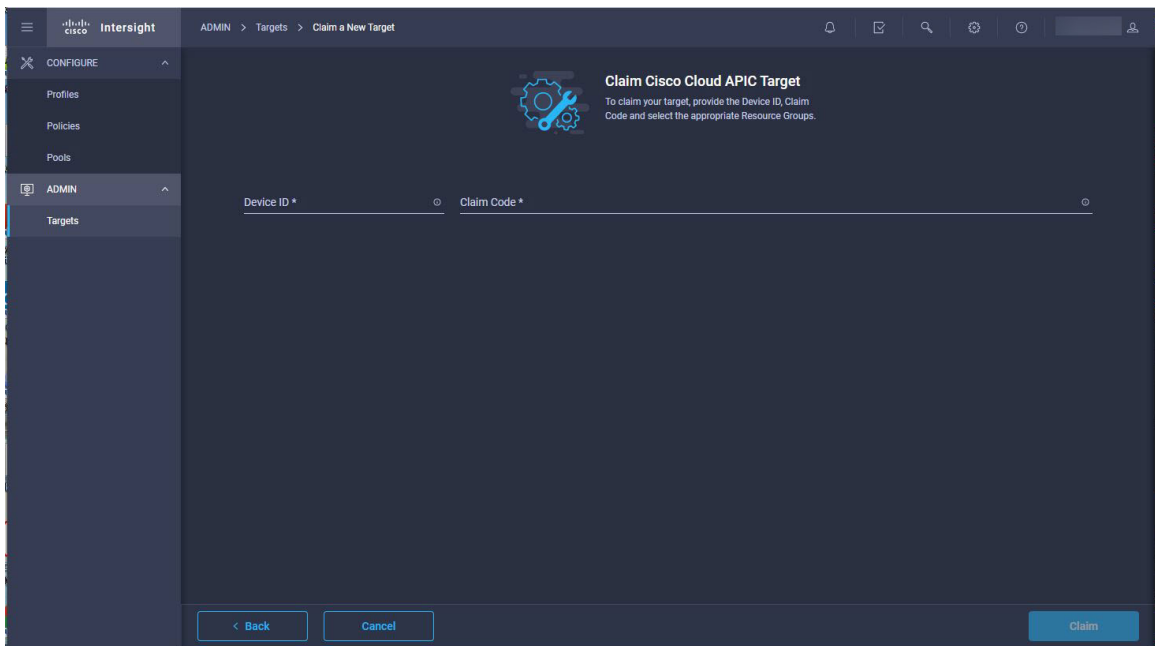 CISCO Intersight
ADMIN > Targets > Claim a New Target
CONFIGURE
Profiles
Policies
Pools
ADMIN
Targets
Claim Cisco Cloud APIC Target
To claim your target, provide the Device ID, Claim
Code and select the appropriate Resource Groups.
Device ID * Claim Code *
< Back Cancel Claim